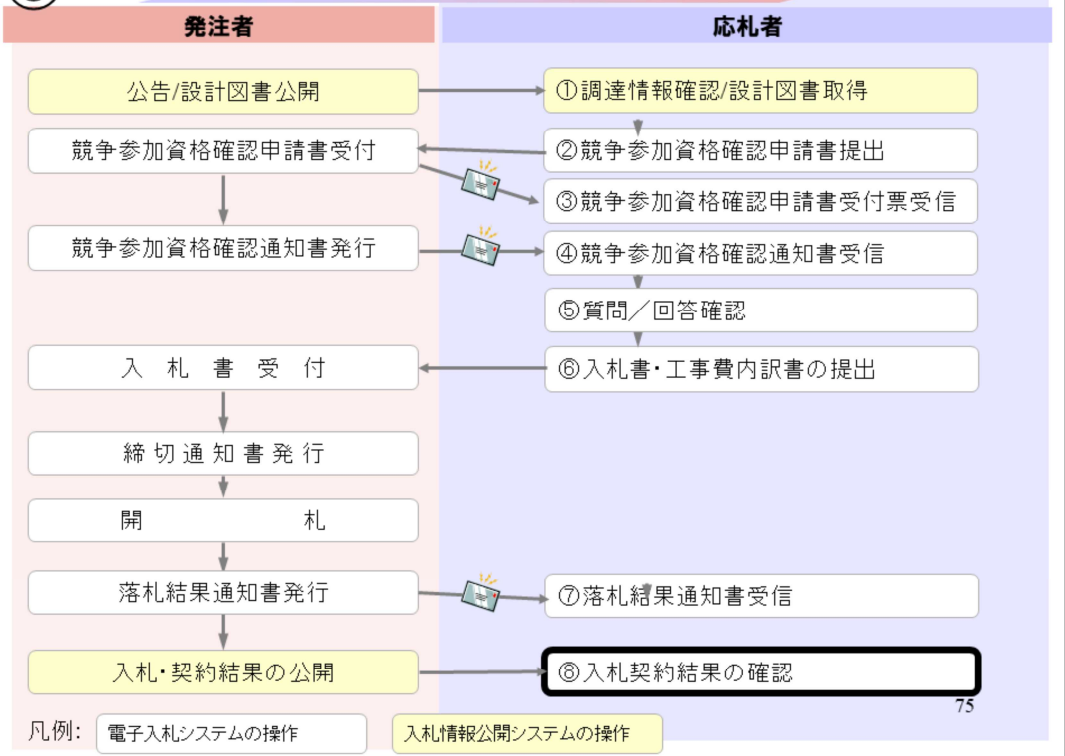 発注者 応札者
公告/設計図書公開 ①調達情報確認/設計図書取得
競争参加資格確認申請書受付 ②競争参加資格確認申請書提出
③競争参加資格確認申請書受付票受信
競争参加資格確認通知書発行 ④競争参加資格確認通知書受信
⑤質問/回答確認
入札書受付 ⑥入札書・工事費内訳書の提出
締切通知書発行
開札
落札結果通知書発行 ⑦落札結果通知書受信
入札・契約結果の公開 ⑧入札契約結果の確認
75
凡例: 電子入札システムの操作 入札情報公開システムの操作